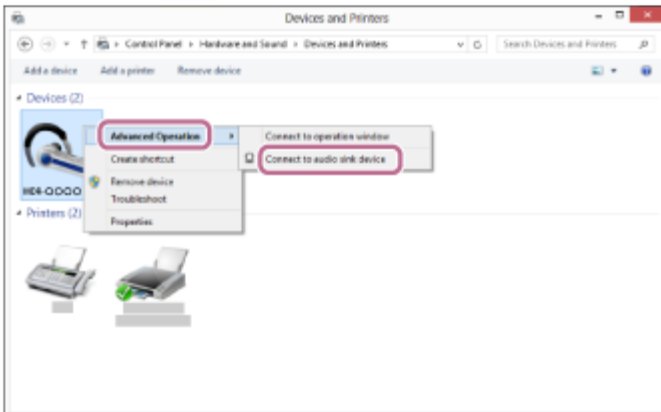 Devices and Printers
Control Panel › Hardware and Sound › Devices and Printers
Search Devices and Printers
Add a device Add a printer Remove device
Devices (2)
Advanced Operation
Connect to operation window
Create shortcut
Connect to audio sink device
Remove device
Troubleshoot
Properties
Printers (2)